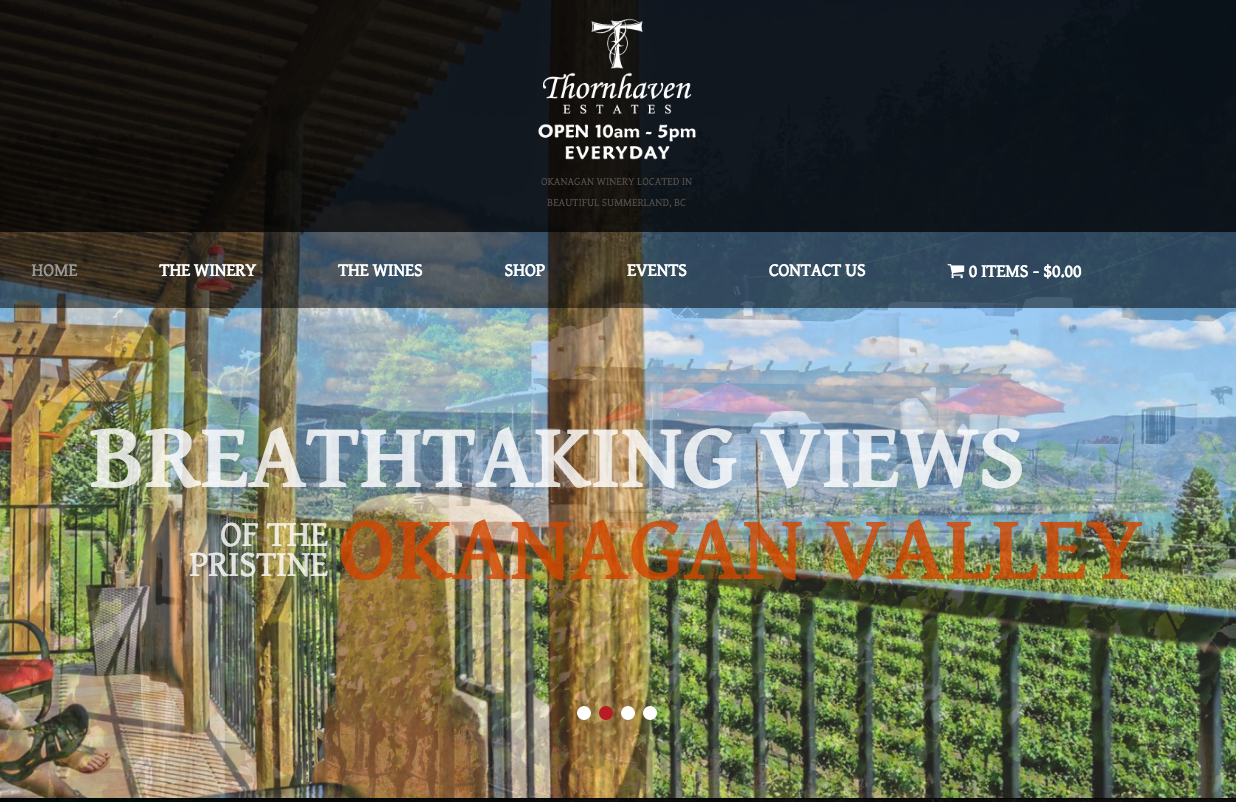 Thornhaven
ESTATES
OPEN 10am - 5pm
EVERYDAY
OKANAGAN WINERY LOCATED IN
BEAUTIFUL SUMMERLAND, BC
HOME THE WINERY THE WINES SHOP EVENTS CONTACT US 0 ITEMS - $0.00
BREATHTAKING VIEWS
OF THE
PRISTINE OKANAGAN VALLEY